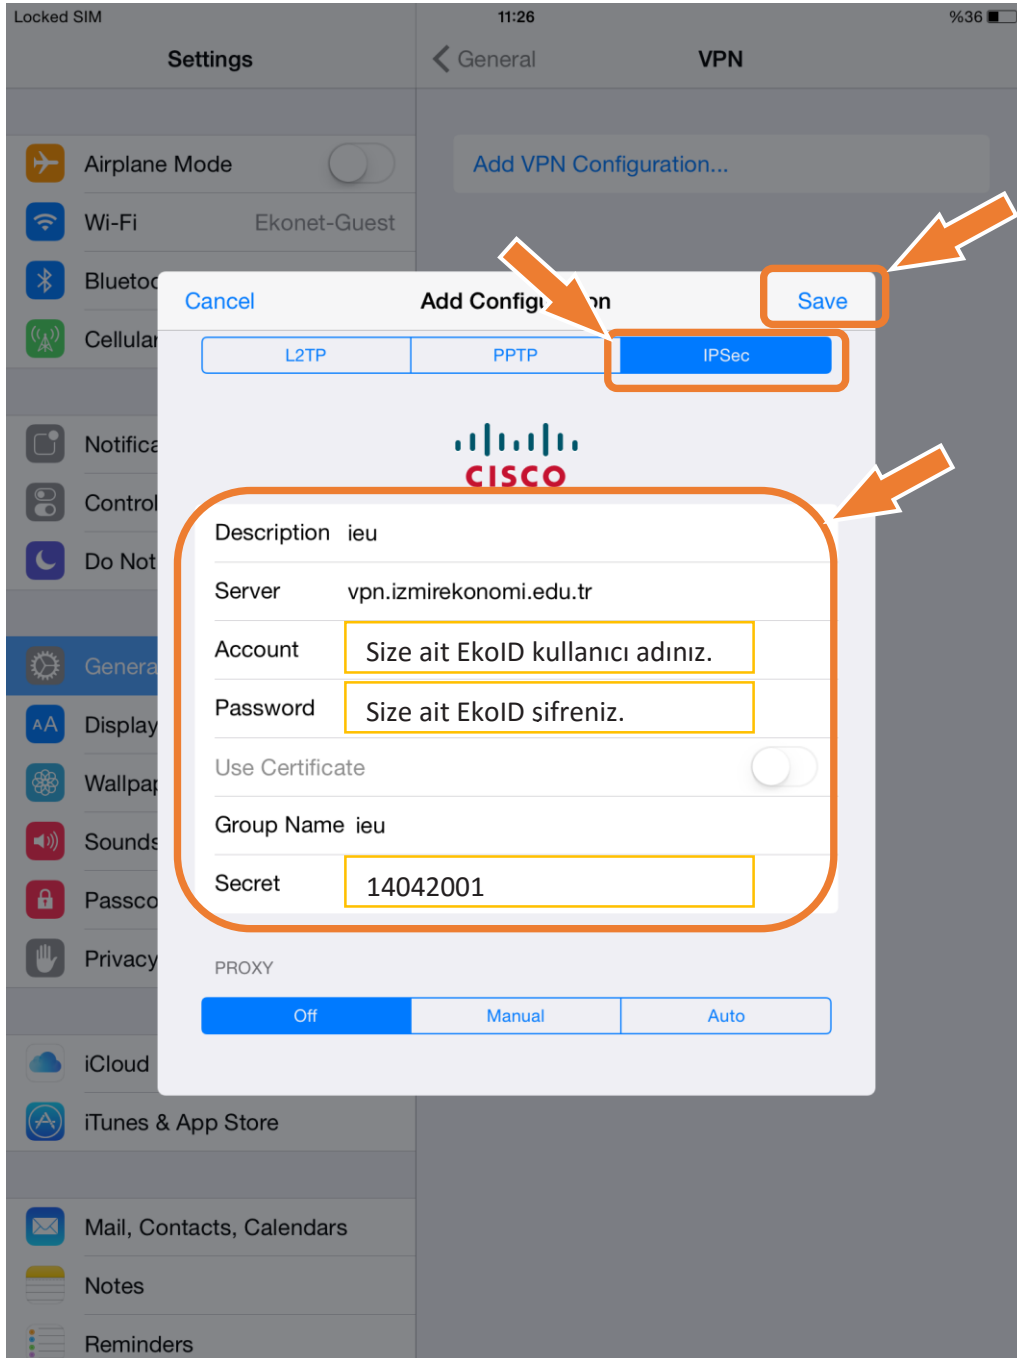 Locked SIM 11:26 %36
Settings
General VPN
Airplane Mode
Add VPN Configuration...
Wi-Fi Ekonet-Guest
Bluetoo
Cancel
Add Configu on
Save
Cellular
L2TP PPTP IPSec
Notifica
CISCO
Control
Description ieu
Do Not
Server vpn.izmirekonomi.edu.tr
Account Size ait EkoID kullanıcı adınız.
Genera
Password Size ait EkoID sifreniz.
Display
Use Certificate
Wallpap
Group Name ieu
Sounds
Secret 14042001
Passco
Privacy
PROXY
Off Manual Auto
iCloud
iTunes & App Store
Mail, Contacts, Calendars
Notes
Reminders